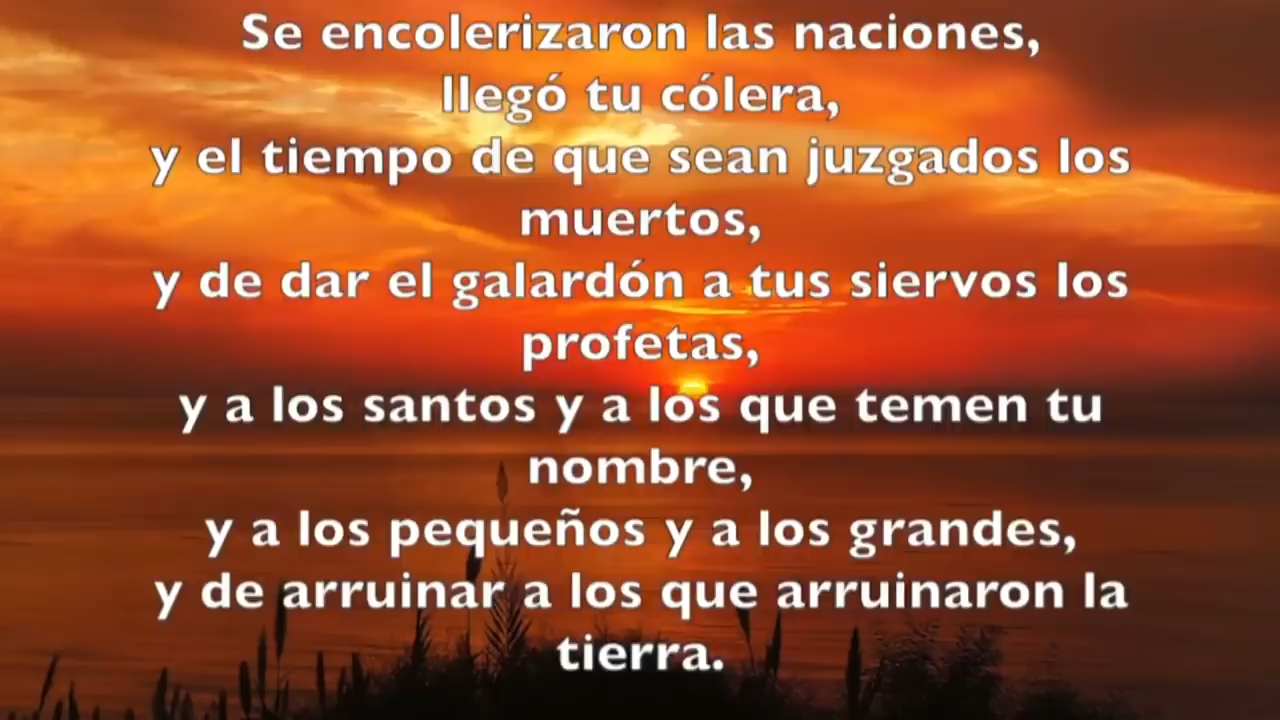 Se encolerizaron las naciones,
llegó tu cólera,
y el tiempo de que sean juzgados los
muertos,
y de dar el galardón a tus siervos los
profetas,
y a los santos y a los que temen tu
nombre,
y a los pequeños y a los grandes,
y de arruinar a los que arruinaron la
tierra.